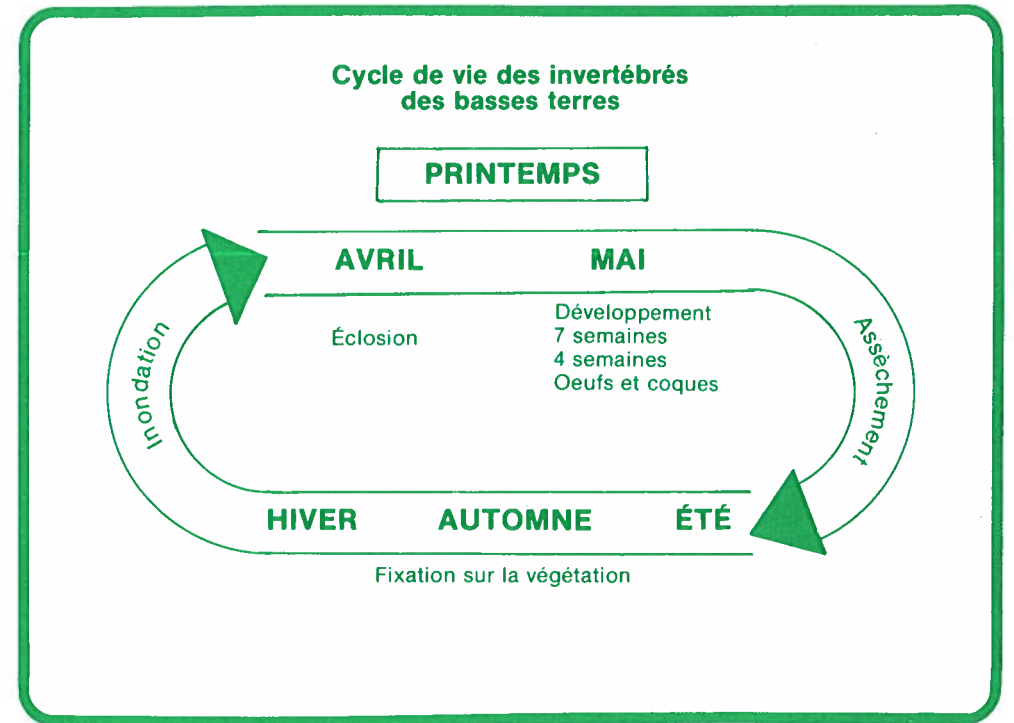 Cycle de vie des invertébrés
des basses terres
PRINTEMPS
AVRIL
MAI
Éclosion
Développement
7 semaines
4 semaines
Oeufs et coques
Inondation
Assèchement
HIVER
AUTOMNE
ÉTÉ
Fixation sur la végétation